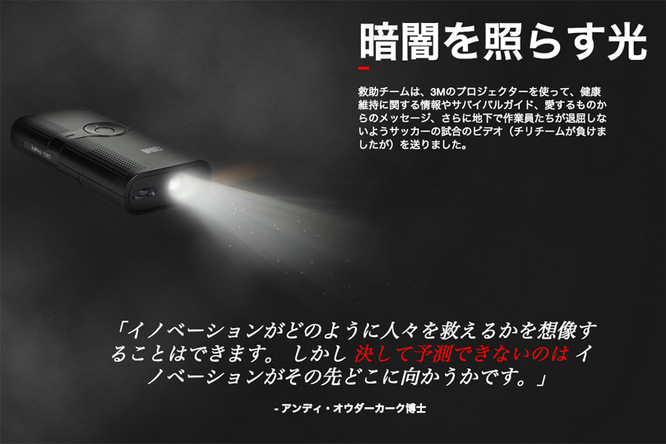 暗闇を照らす光
救助チームは、3Mのプロジェクターを使って、健康
維持に関する情報やサバイバルガイド、愛するものか
らのメッセージ、さらに地下で作業員たちが退屈しな
いようサッカーの試合のビデオ（チリチームが負けま
したが）を送りました。
「イノベーションがどのように人々を救えるかを想像す
ることはできます。 しかし 決して予測できないのは イ
ノベーションがその先どこに向かうかです。」
- アンディ・オウダーカーク博士